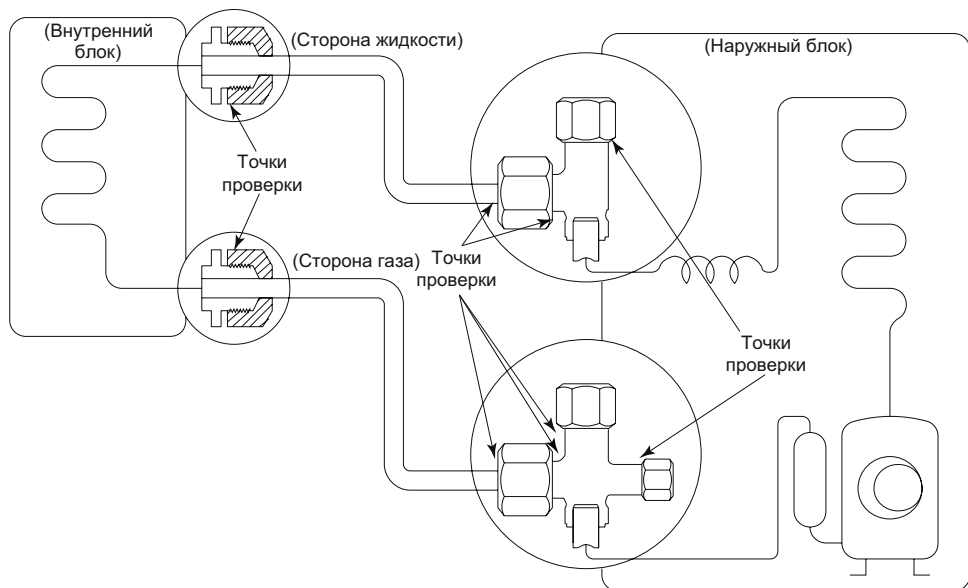 (Внутренний
блок)
(Сторона жидкости)
(Наружный блок)
Точки
проверки
(Сторона газа)
Точки
проверки
Точки
проверки